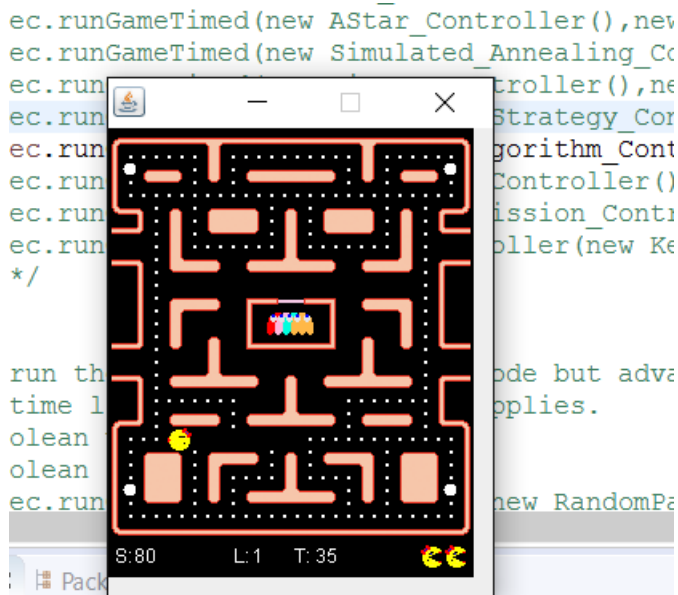 ec.runGameTimed(new AStar_Controller(),new
ec.runGameTimed(new Simulated_Annealing_Co
ec.run troller(),ne
ec.run Strategy_Con
ec.run gorithm_Cont
ec.run Controller()
ec.run ission_Contr
ec.run oller(new Ke
*/
run th ode but adva
time l pplies.
olean
olean
ec.run new RandomPa
S:80 L:1 T:35
Pack